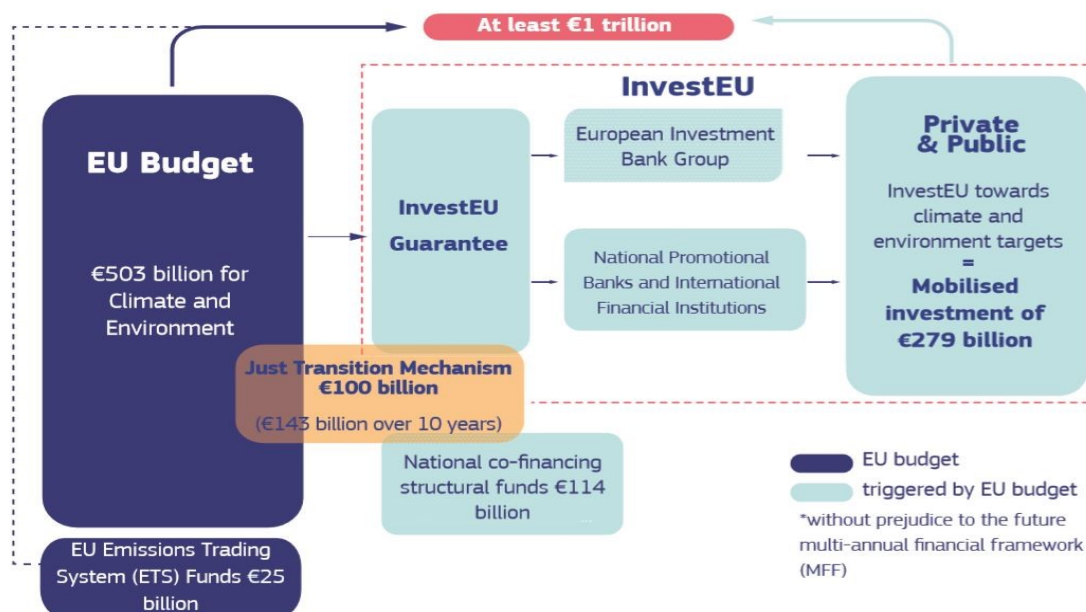 At least €1 trillion
EU Budget
€503 billion for
Climate and
Environment
InvestEU
InvestEU
Guarantee
European Investment
Bank Group
National Promotional
Banks and International
Financial Institutions
Private
& Public
InvestEU towards
climate and
environment targets
=
Mobilised
investment of
€279 billion
Just Transition Mechanism
€100 billion
(€143 billion over 10 years)
National co-financing
structural funds €114
billion
...
EU Emissions Trading
System (ETS) Funds €25
billion
EU budget
triggered by EU budget
*without prejudice to the future
multi-annual financial framework
(MFF)